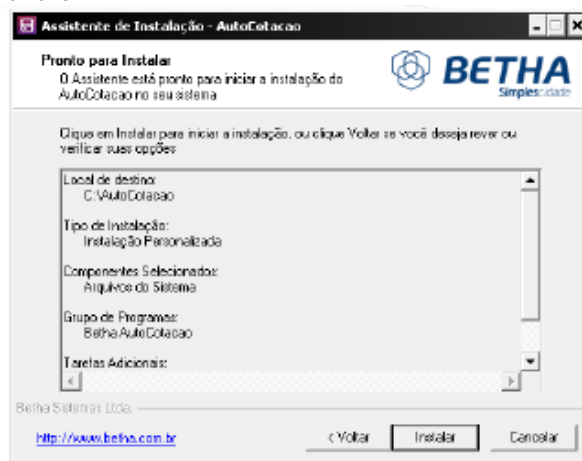 Assistente de Instalação - AutoCotacao
Pronto para Instalar
O Assistente está pronto para iniciar a instalação do
AutoCotacao no seu sistema
BETHA
Simplescidade
Clique em Instalar para iniciar a instalação, ou clique Voltar se você deseja rever ou
verificar suas opções
Local de destino:
C:\AutoCotacao
Tipo de Instalação:
Instalação Personalizada
Componentes Selecionados:
Arquivos do Sistema
Grupo de Programas:
Betha AutoCotacao
Tarefas Adicionais:
Betha Sistemas Ltda.
http://www.betha.com.br
< Voltar
Instalar
Cancelar